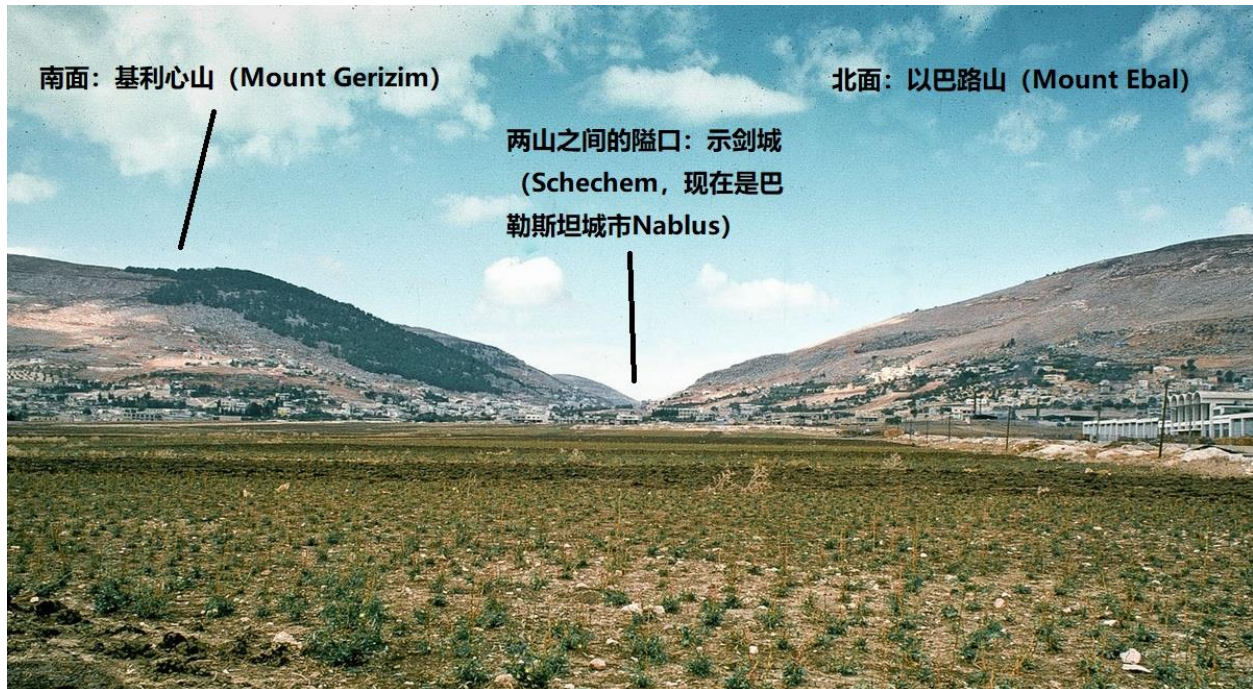 南面：基利心山（Mount Gerizim）
北面：以巴路山（Mount Ebal）
两山之间的隘口：示剑城
（Schechem，现在是巴
勒斯坦城市Nablus）